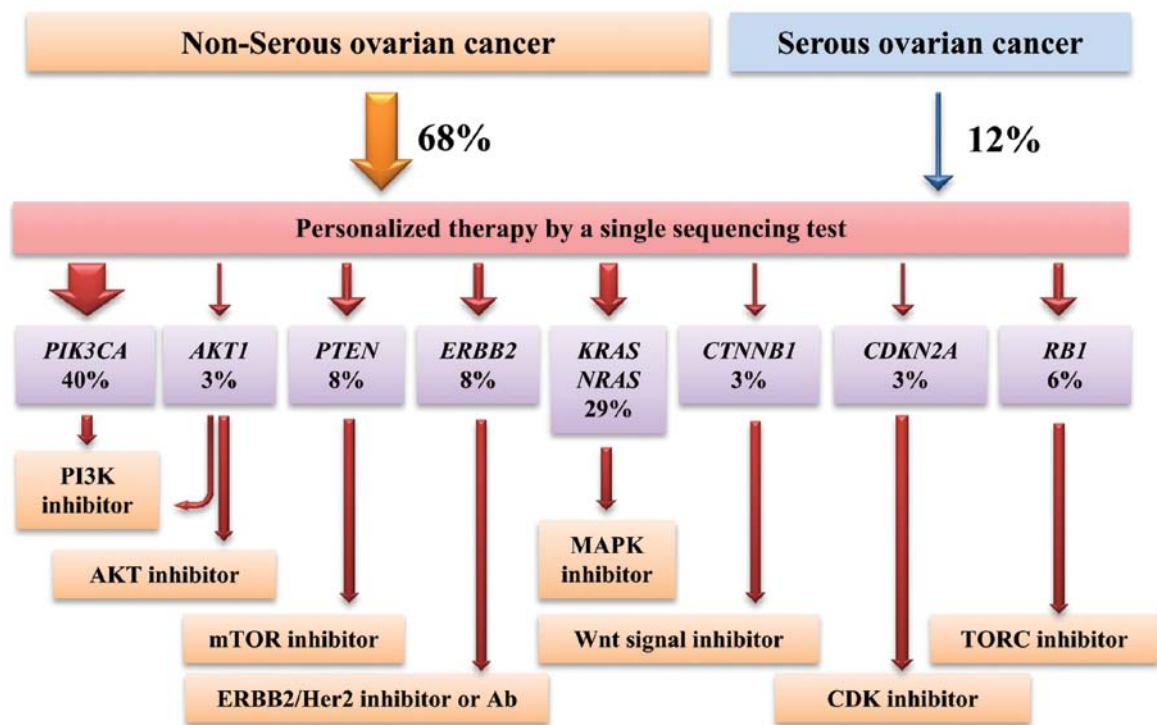 Non-Serous ovarian cancer
Serous ovarian cancer
68%
12%
Personalized therapy by a single sequencing test
PIK3CA
40%
AKT1
3%
PTEN
8%
ERBB2
8%
KRAS
NRAS
29%
CTNNB1
3%
CDKN2A
3%
RB1
6%
PI3K
inhibitor
AKT inhibitor
mTOR inhibitor
ERBB2/Her2 inhibitor or Ab
MAPK
inhibitor
Wnt signal inhibitor
CDK inhibitor
TORC inhibitor